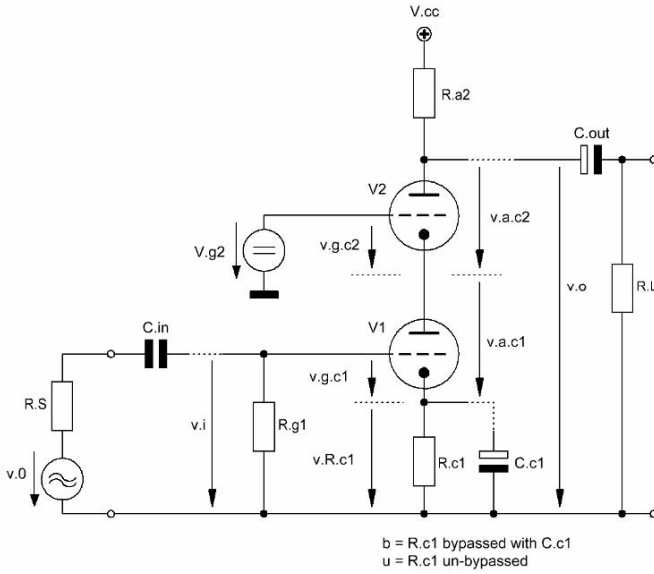 V.cc
R.a2
C.out
V2
v.a.c2
V.g2
v.g.c2
v.o
R.L
C.in
V1
v.a.c1
v.g.c1
R.S
v.i
R.g1
v.0
v.R.c1
R.c1
C.c1
b = R.c1 bypassed with C.c1
u = R.c1 un-bypassed